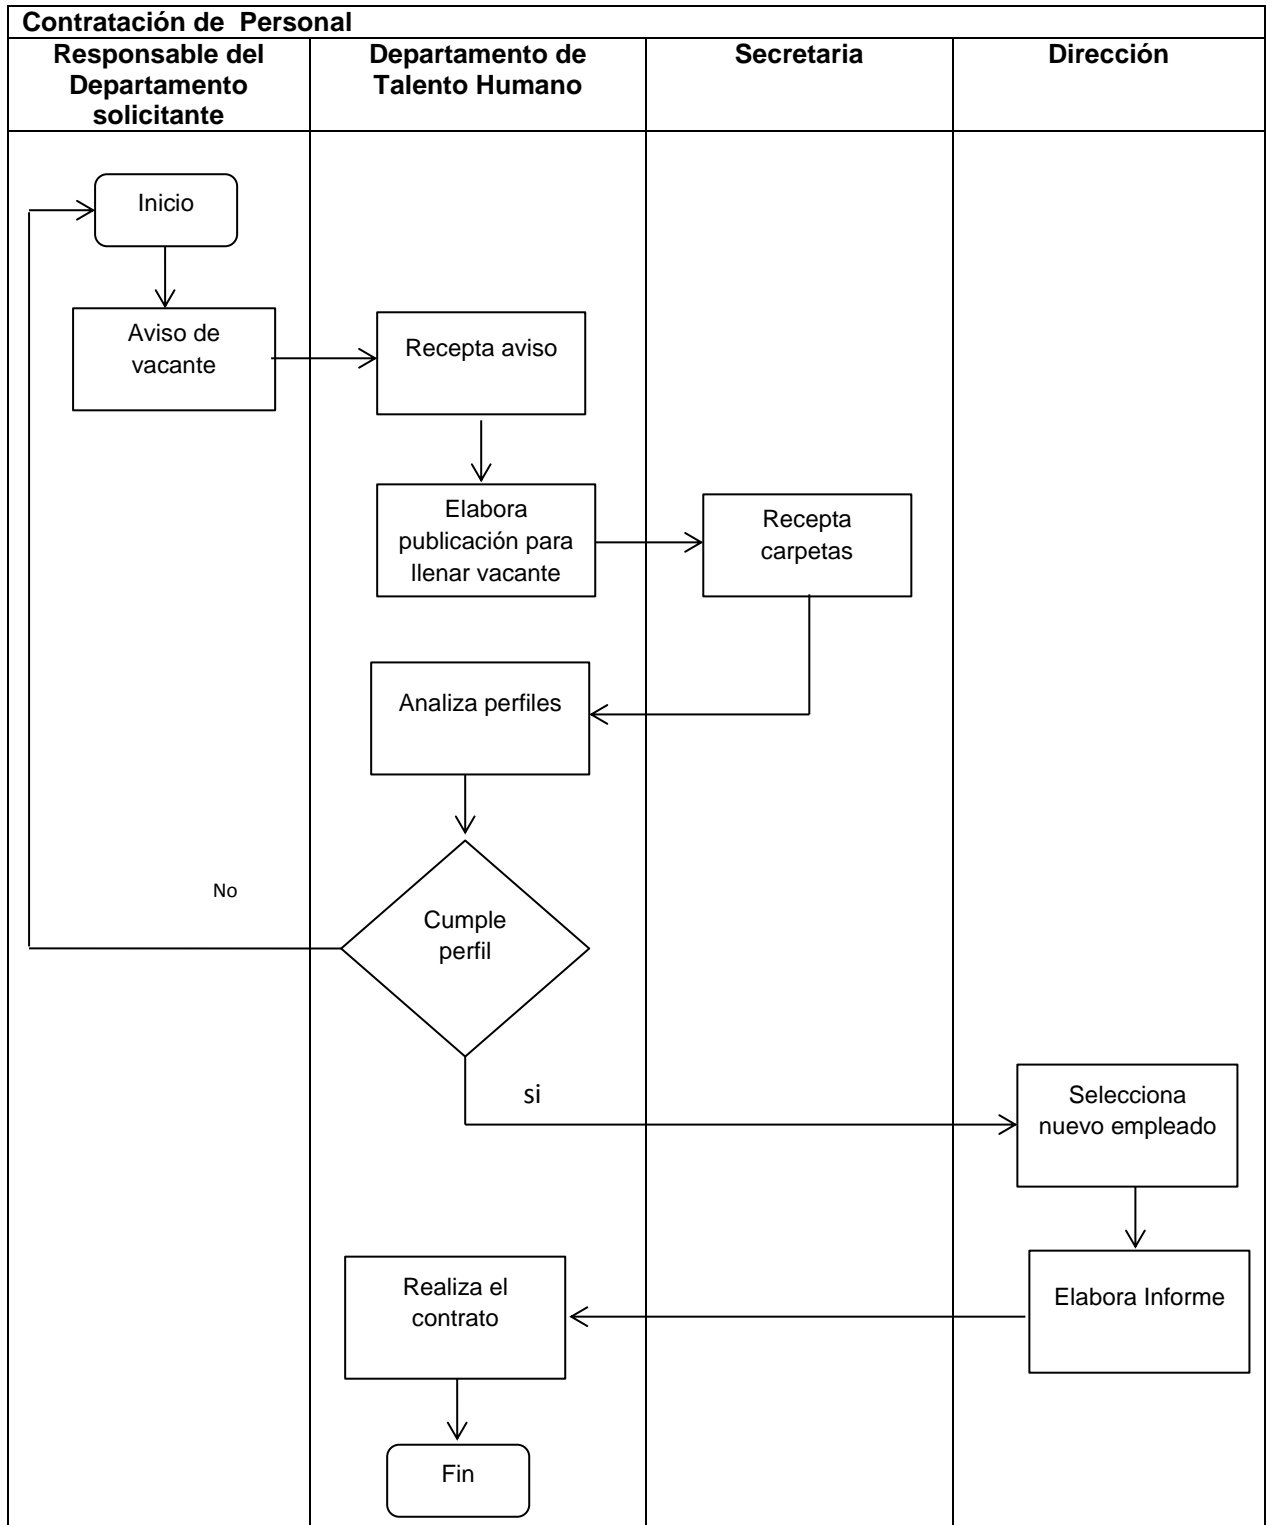 Contratación de  Personal
Responsable del
Departamento
solicitante
Departamento de
Talento Humano
Secretaria
Dirección
Inicio
Aviso de
vacante
Recepta aviso
Elabora
publicación para
llenar vacante
Recepta
carpetas
Analiza perfiles
No
Cumple
perfil
si
Selecciona
nuevo empleado
Elabora Informe
Realiza el
contrato
Fin